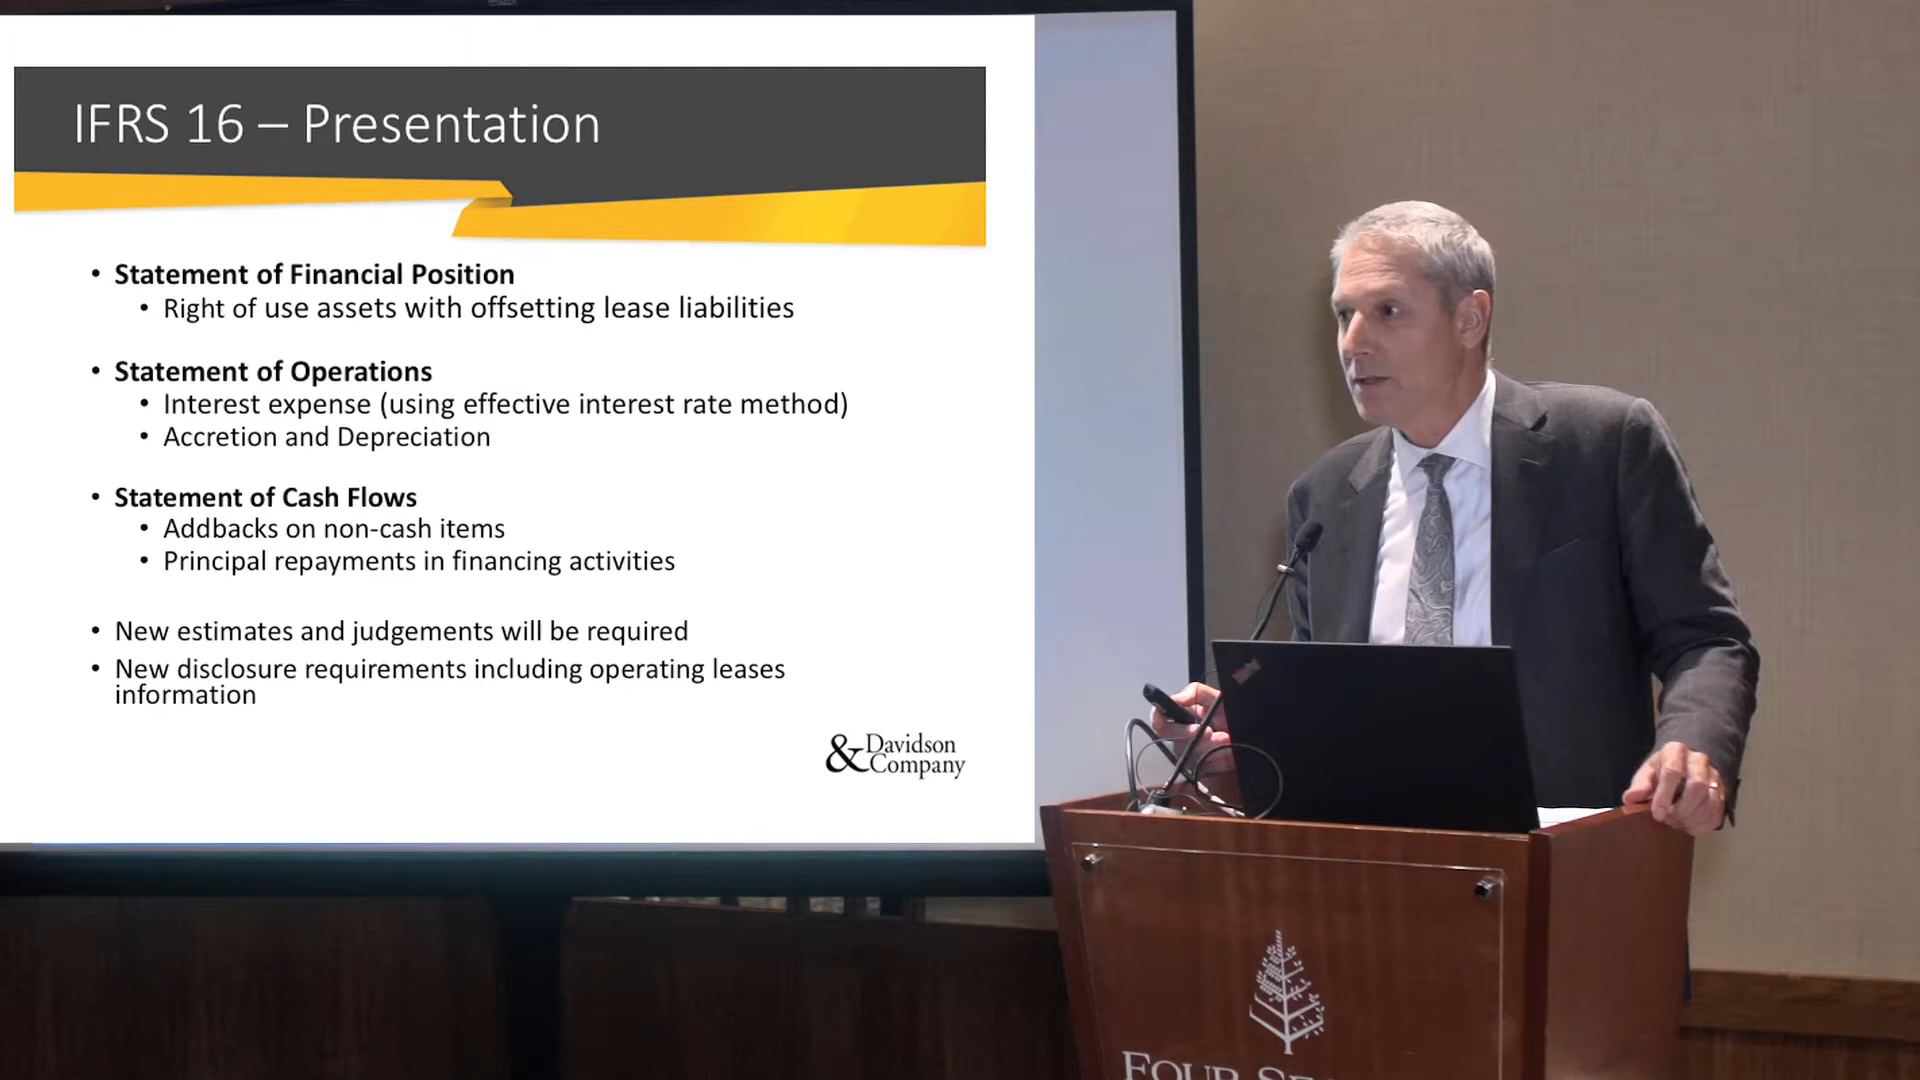 IFRS 16 – Presentation
• Statement of Financial Position
• Right of use assets with offsetting lease liabilities
• Statement of Operations
• Interest expense (using effective interest rate method)
• Accretion and Depreciation
• Statement of Cash Flows
• Addbacks on non-cash items
• Principal repayments in financing activities
• New estimates and judgements will be required
• New disclosure requirements including operating leases
information
& Davidson
Company
FOUR